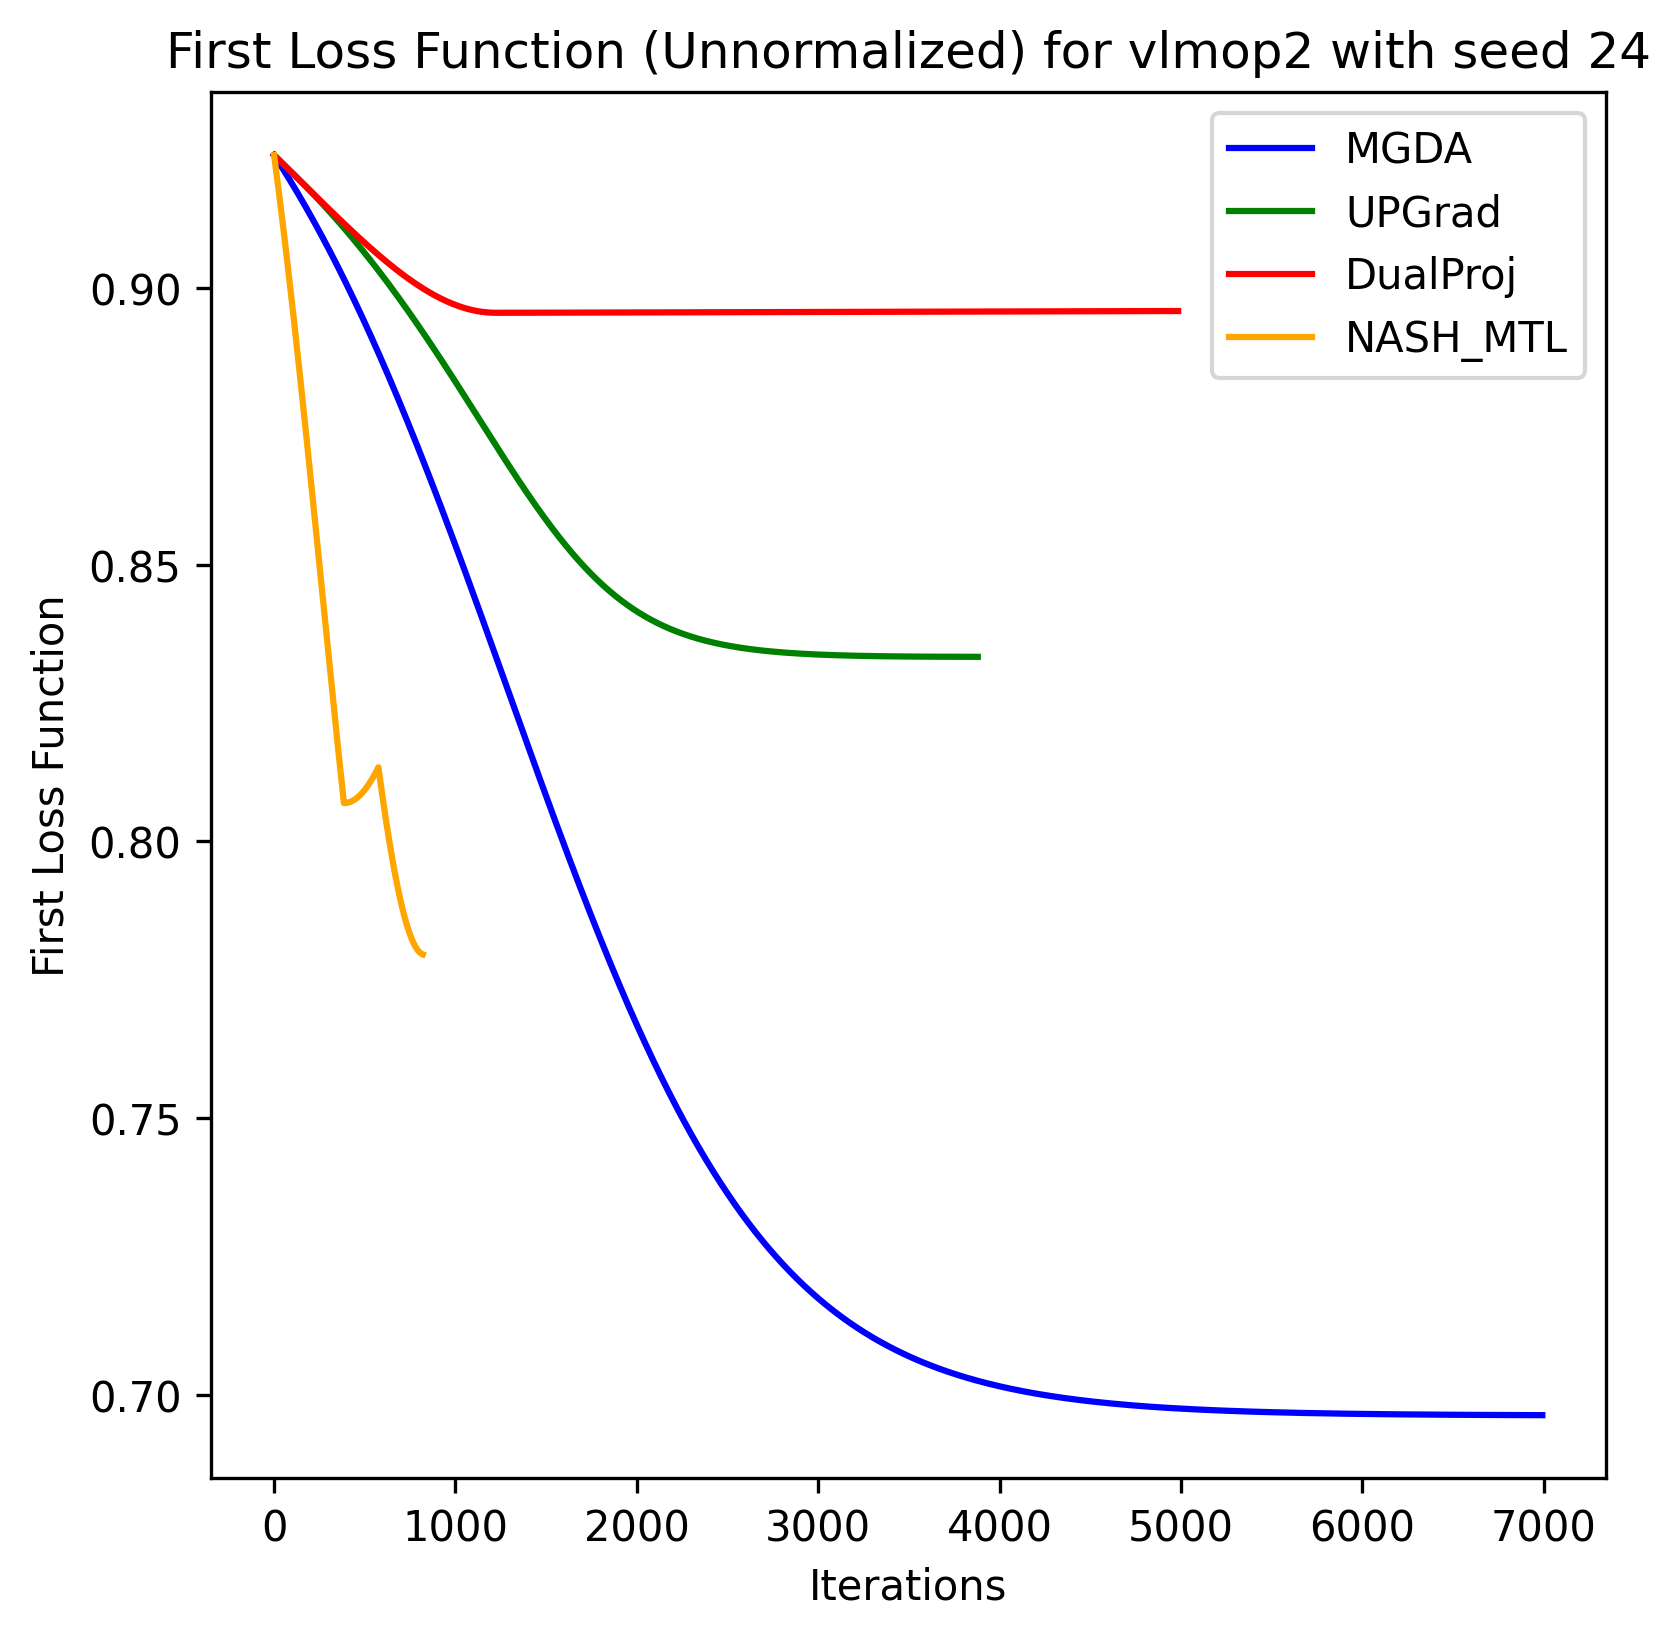 First Loss Function (Unnormalized) for vlmop2 with seed 24
MGDA
UPGrad
DualProj
NASH_MTL
0.90
0.85
0.80
0.75
0.70
First Loss Function
0 1000 2000 3000 4000 5000 6000 7000
Iterations